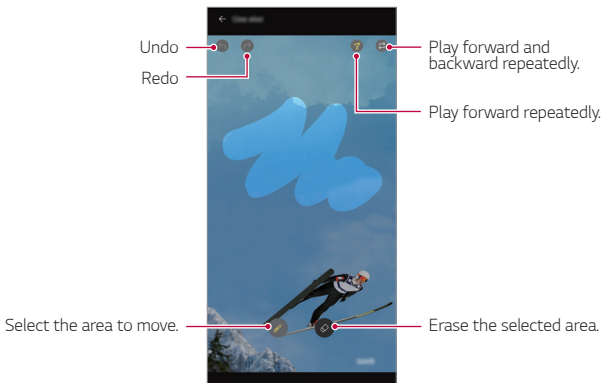 Undo
Redo
Play forward and
backward repeatedly.
Play forward repeatedly.
Select the area to move.
Erase the selected area.